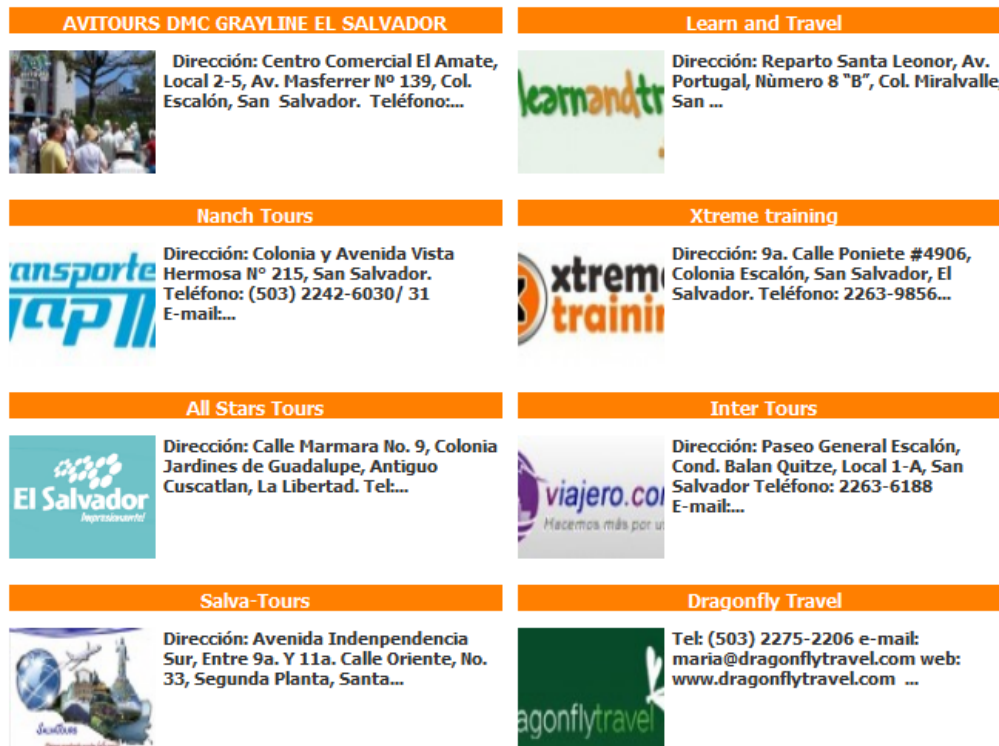 AVITOURS DMC GRAYLINE EL SALVADOR
Dirección: Centro Comercial El Amate,
Local 2-5, Av. Masferrer Nº 139, Col.
Escalón, San Salvador. Teléfono:...
Learn and Travel
learnandtr
Dirección: Reparto Santa Leonor, Av.
Portugal, Nùmero 8 “B”, Col. Miralvalle,
San ...
Nanch Tours
ansporte
Dirección: Colonia y Avenida Vista
Hermosa N° 215, San Salvador.
Teléfono: (503) 2242-6030/ 31
E-mail:...
Xtreme training
xtreme
trainin
Dirección: 9a. Calle Poniete #4906,
Colonia Escalón, San Salvador, El
Salvador. Teléfono: 2263-9856...
All Stars Tours
El Salvador
Impresionante!
Dirección: Calle Marmara No. 9, Colonia
Jardines de Guadalupe, Antiguo
Cuscatlan, La Libertad. Tel:...
Inter Tours
viajero.com
Hacemos más por u
Dirección: Paseo General Escalón,
Cond. Balan Quitze, Local 1-A, San
Salvador Teléfono: 2263-6188
E-mail:...
Salva-Tours
SALVATOURS
Dirección: Avenida Indenpendencia
Sur, Entre 9a. Y 11a. Calle Oriente, No.
33, Segunda Planta, Santa...
Dragonfly Travel
agonflytravel
Tel: (503) 2275-2206 e-mail:
maria@dragonflytravel.com web:
www.dragonflytravel.com ...